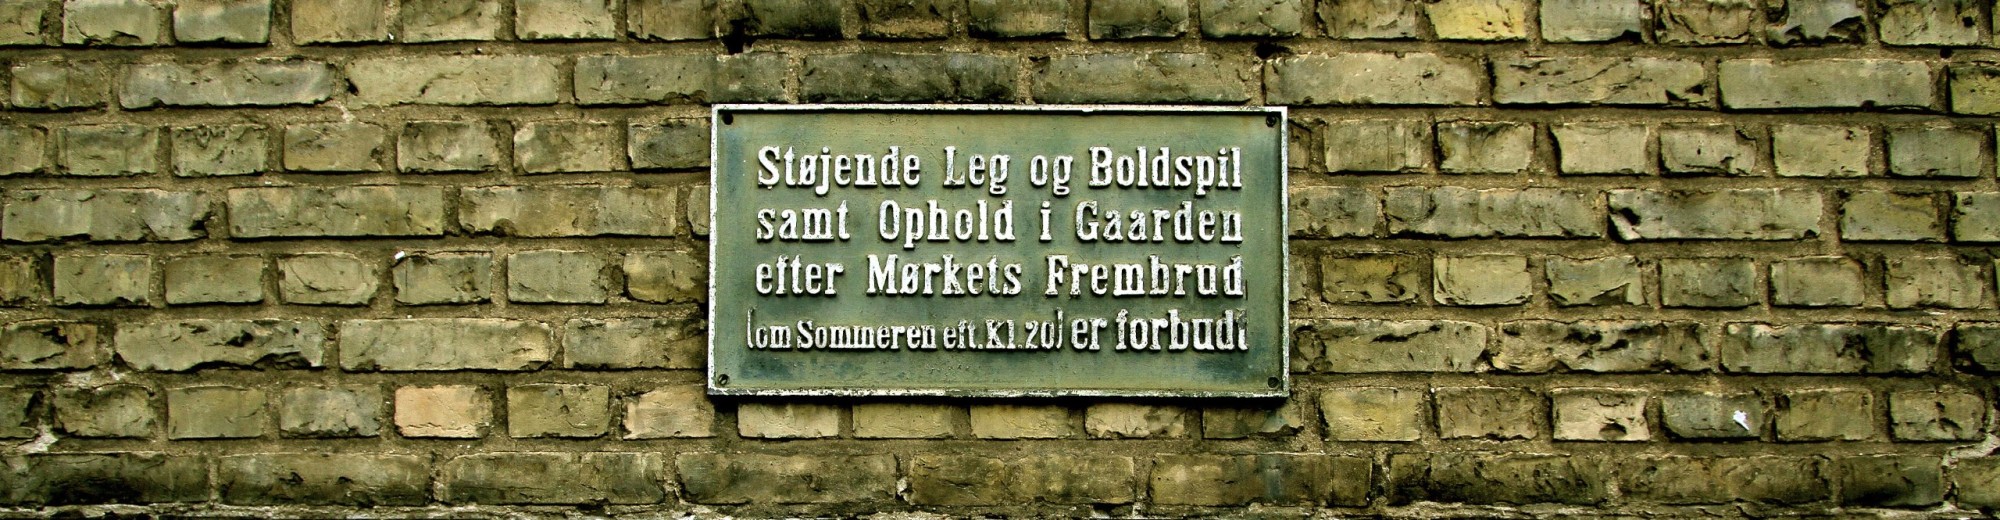 Støjende Leg og Boldspil
samt Ophold i Gaarden
efter Mørkets Frembrud
(om Sommeren eft. Kl. 20) er forbudt